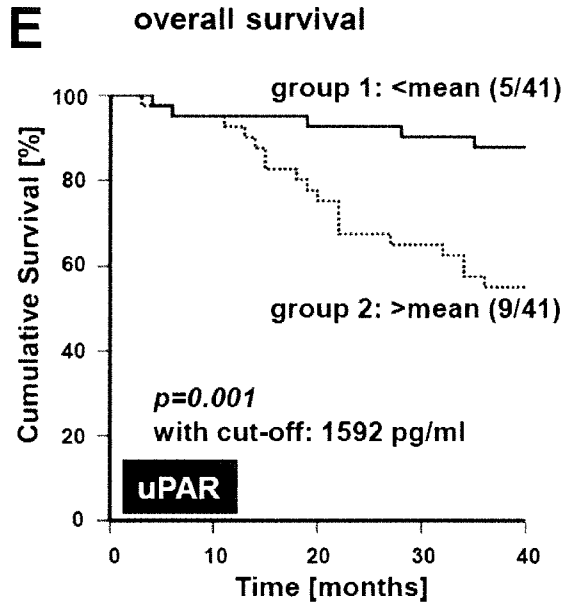 E
overall survival
group 1: <mean (5/41)
group 2: >mean (9/41)
p=0.001
with cut-off: 1592 pg/ml
uPAR
Cumulative Survival [%]
100
80
60
40
20
0
0 10 20 30 40
Time [months]